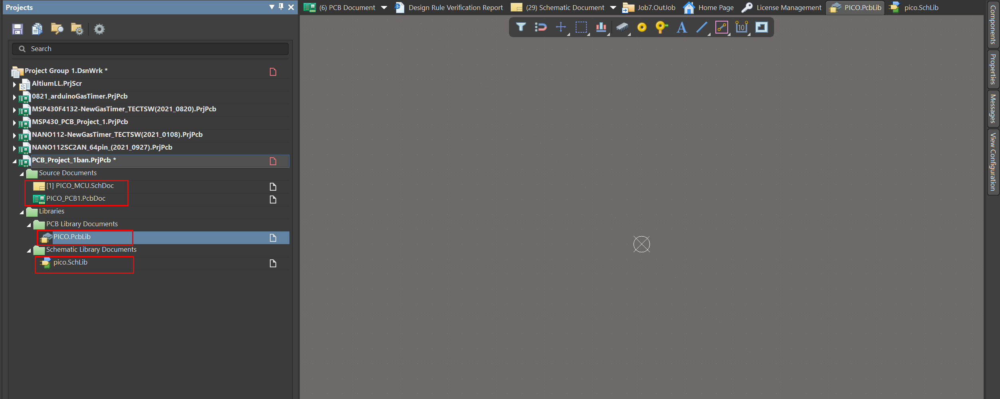 Projects
Search
Project Group 1.DsnWrk *
AltiumLL.PrjScr
0821_arduinoGasTimer.PrjPcb
MSP430F4132-NewGasTimer_TECTSW(2021_0820).PrjPcb
MSP430_PCB_Project_1.PrjPcb
NANO112-NewGasTimer_TECTSW(2021_0108).PrjPcb
NANO112SC2AN_64pin_(2021_0927).PrjPcb
PCB_Project_1ban.PrjPcb *
Source Documents
[1] PICO_MCU.SchDoc
PICO_PCB1.PcbDoc
Libraries
PCB Library Documents
PICO.PcbLib
Schematic Library Documents
pico.SchLib
(6) PCB Document
Design Rule Verification Report
(29) Schematic Document
Job7.OutJob
Home Page
License Management
PICO.PcbLib
pico.SchLib
A
10
Components
Properties
Messages
View Configuration